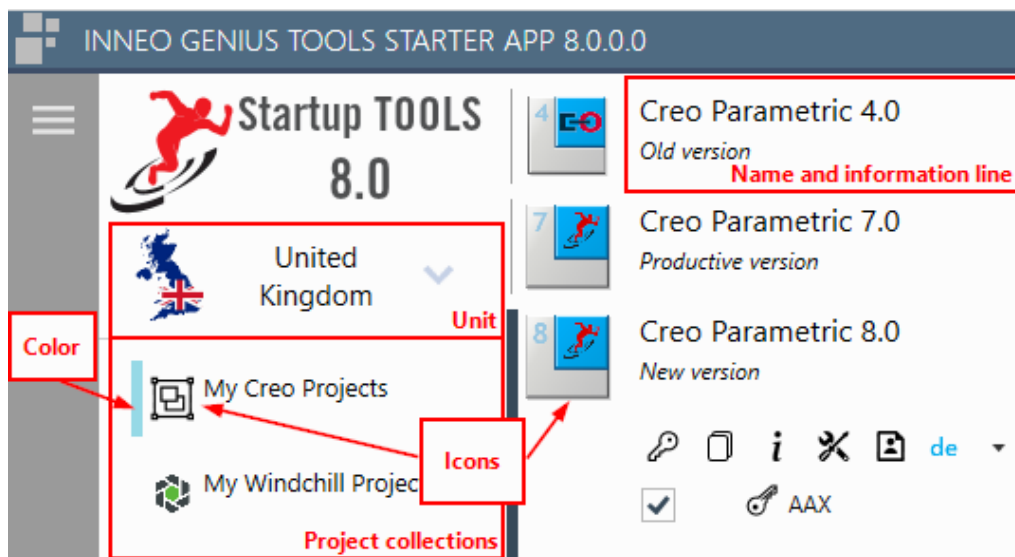 INNEO GENIUS TOOLS STARTER APP 8.0.0.0
Startup TOOLS
8.0
United
Kingdom
Unit
Color
My Creo Projects
Icons
My Windchill Projec
Project collections
4
Creo Parametric 4.0
Old version
Name and information line
7
Creo Parametric 7.0
Productive version
8
Creo Parametric 8.0
New version
de
AAX